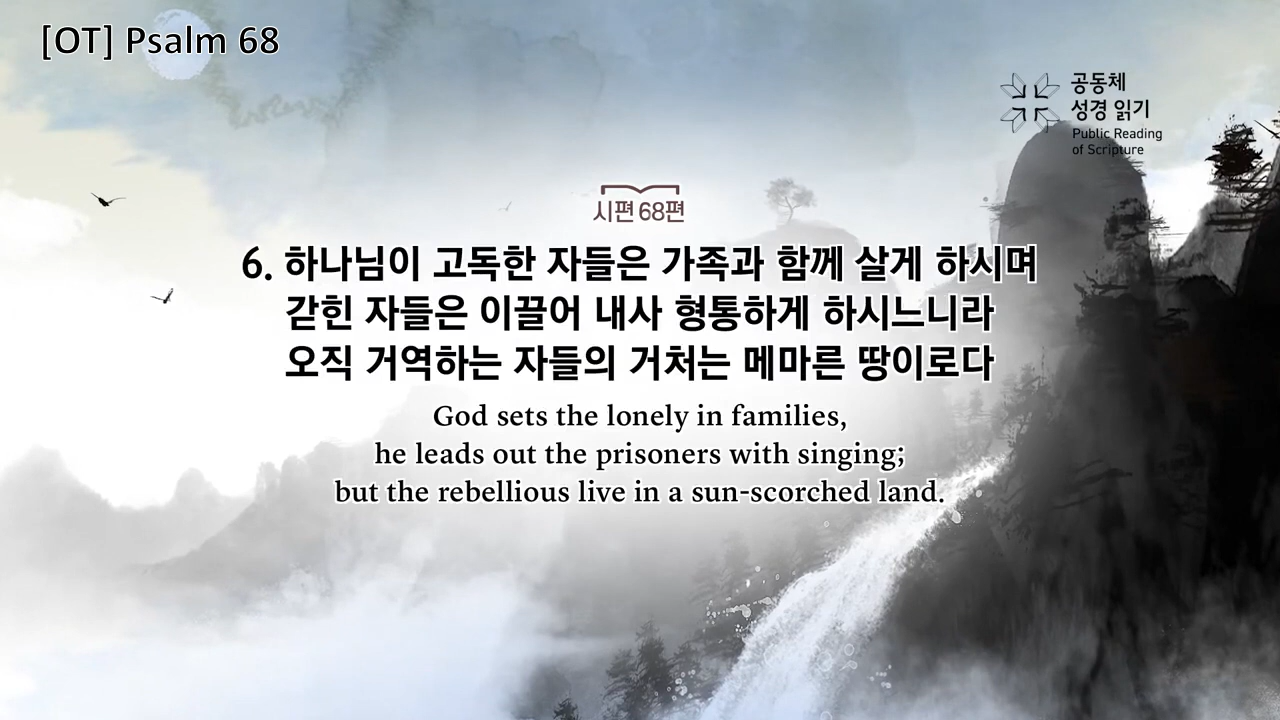 [OT] Psalm 68
공동체
성경 읽기
Public Reading
of Scripture
시편 68편
6. 하나님이 고독한 자들은 가족과 함께 살게 하시며
갇힌 자들은 이끌어 내사 형통하게 하시느니라
오직 거역하는 자들의 거처는 메마른 땅이로다
God sets the lonely in families,
he leads out the prisoners with singing;
but the rebellious live in a sun-scorched land.